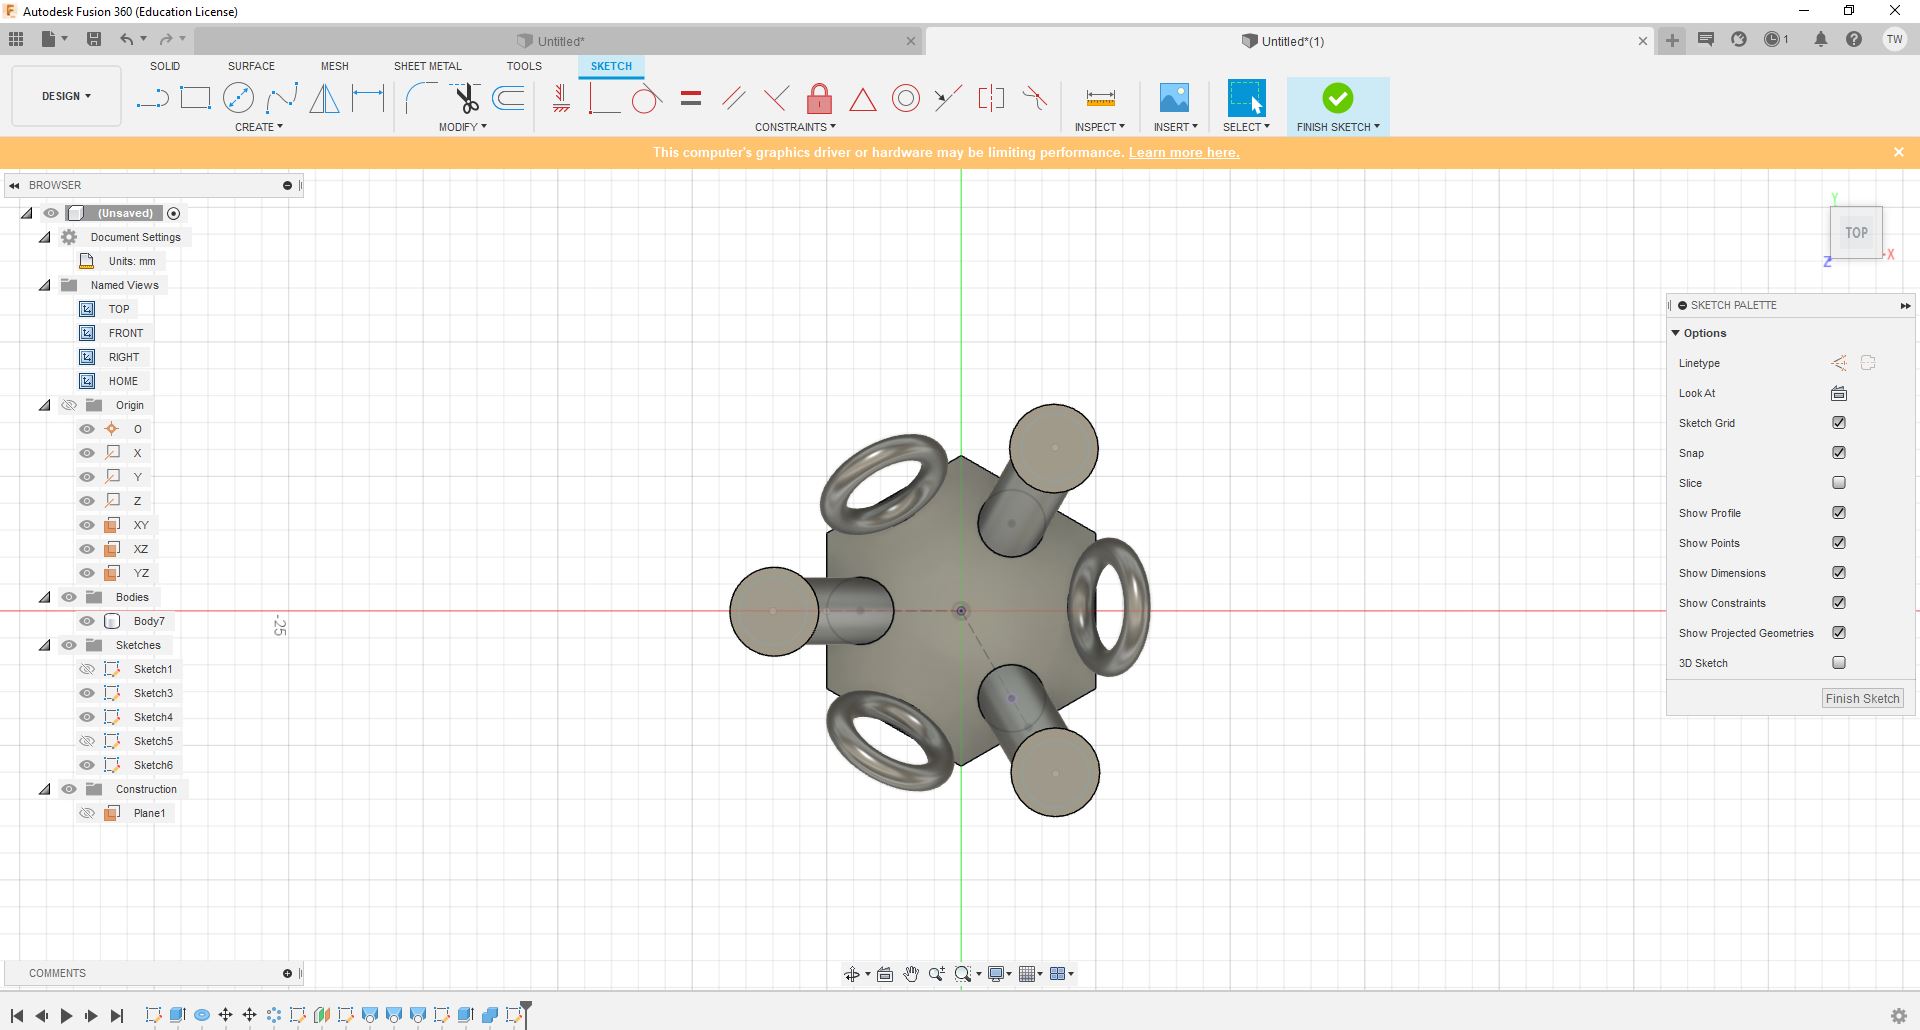 Autodesk Fusion 360 (Education License)
Untitled*
Untitled*(1)
1
TW
DESIGN
SOLID
SURFACE
MESH
SHEET METAL
TOOLS
SKETCH
CREATE
MODIFY
CONSTRAINTS
INSPECT
INSERT
SELECT
FINISH SKETCH
This computer's graphics driver or hardware may be limiting performance. Learn more here.
BROWSER
(Unsaved)
Document Settings
Units: mm
Named Views
TOP
FRONT
RIGHT
HOME
Origin
O
X
Y
Z
XY
XZ
YZ
Bodies
Body7
Sketches
Sketch1
Sketch3
Sketch4
Sketch5
Sketch6
Construction
Plane1
-25
Y
TOP
X
Z
SKETCH PALETTE
Options
Linetype
Look At
Sketch Grid
Snap
Slice
Show Profile
Show Points
Show Dimensions
Show Constraints
Show Projected Geometries
3D Sketch
Finish Sketch
COMMENTS